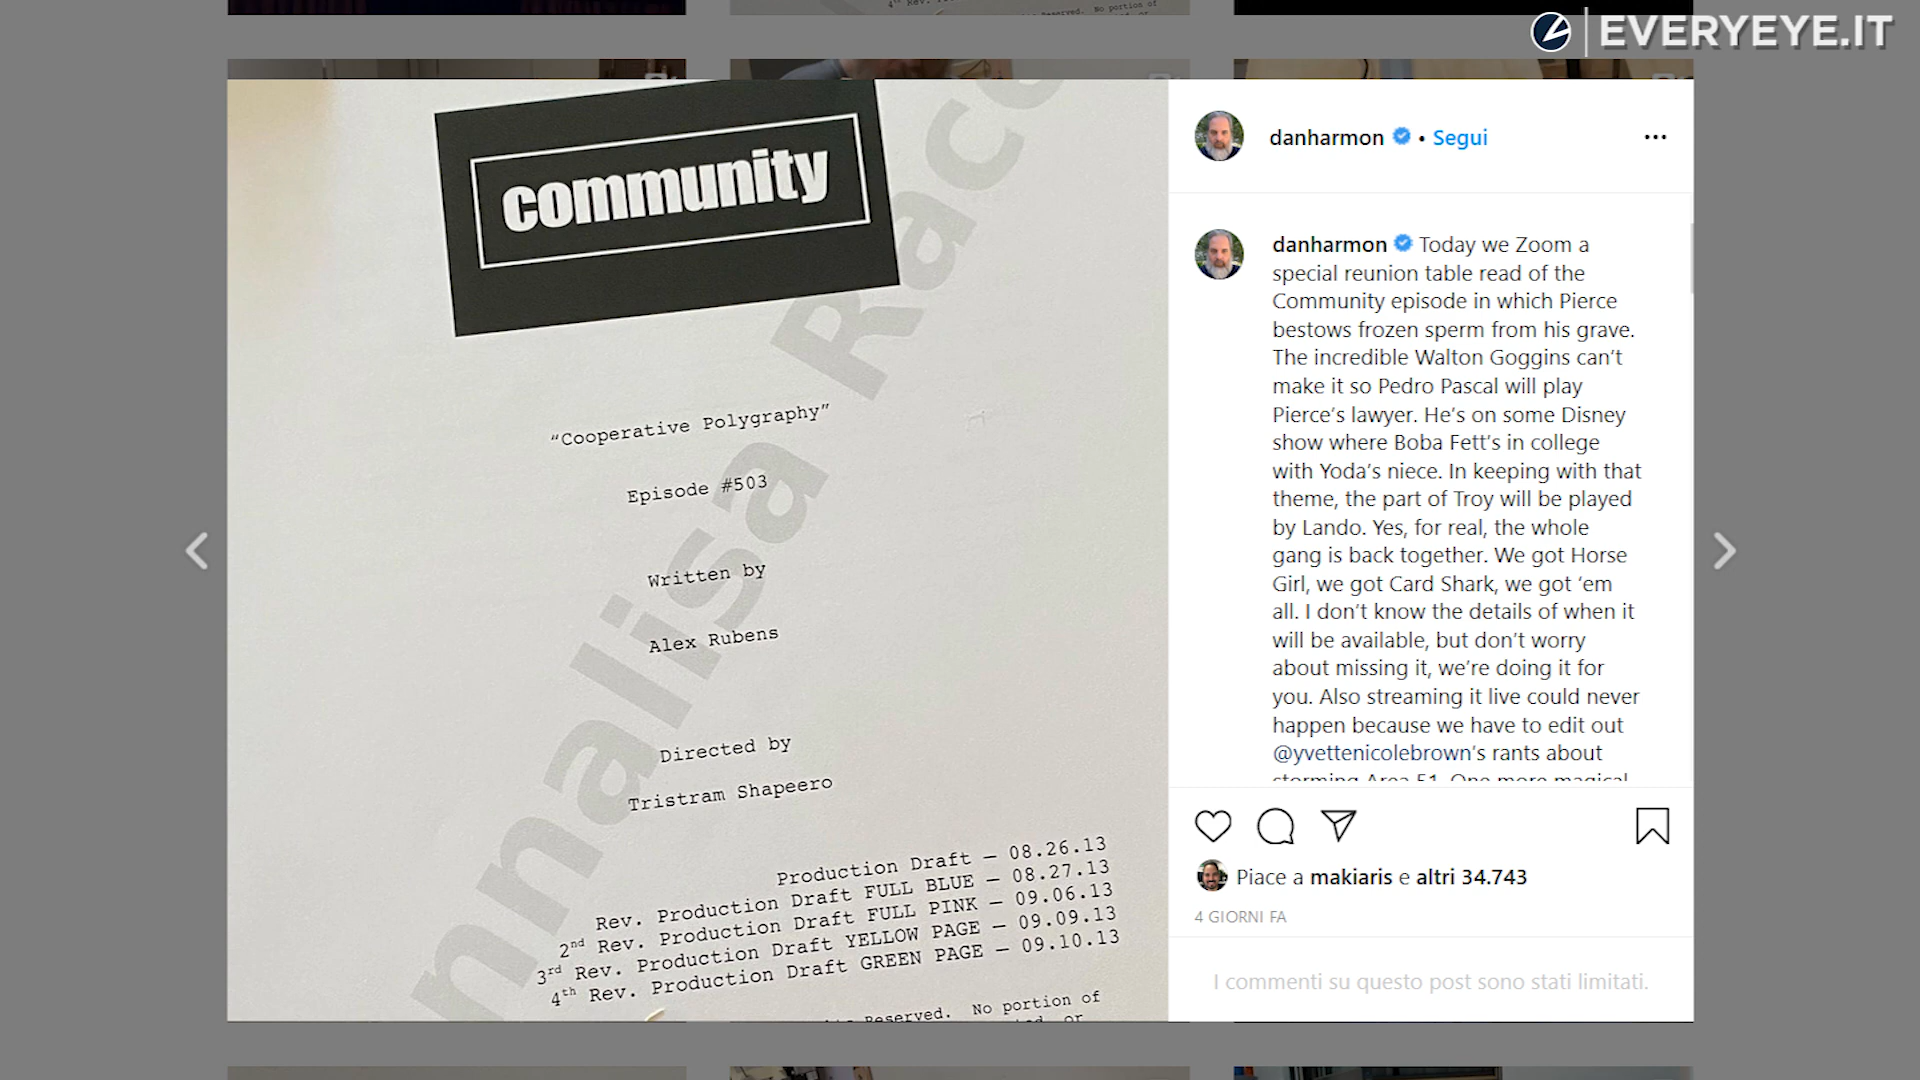 EVERYEYE.IT
community
"Cooperative Polygraphy"
Episode #503
Written by
Alex Rubens
Directed by
Tristram Shapeero
Production Draft — 08.26.13
Rev. Production Draft FULL BLUE — 08.27.13
2nd Rev. Production Draft FULL PINK — 09.06.13
3rd Rev. Production Draft YELLOW PAGE — 09.09.13
4th Rev. Production Draft GREEN PAGE — 09.10.13
Reserved. No portion of
or
nnalisa Racc
danharmon • Segui
danharmon Today we Zoom a
special reunion table read of the
Community episode in which Pierce
bestows frozen sperm from his grave.
The incredible Walton Goggins can't
make it so Pedro Pascal will play
Pierce's lawyer. He's on some Disney
show where Boba Fett's in college
with Yoda's niece. In keeping with that
theme, the part of Troy will be played
by Lando. Yes, for real, the whole
gang is back together. We got Horse
Girl, we got Card Shark, we got 'em
all. I don't know the details of when it
will be available, but don't worry
about missing it, we're doing it for
you. Also streaming it live could never
happen because we have to edit out
@yvettenicolebrown's rants about
storming Area 51. One more magical
Piace a makiaris e altri 34.743
4 GIORNI FA
I commenti su questo post sono stati limitati.